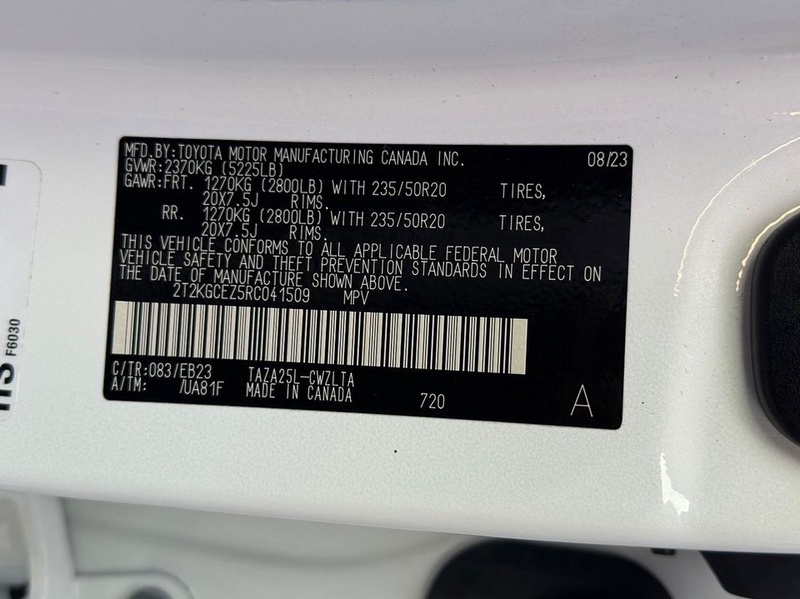 MFD.BY:TOYOTA MOTOR MANUFACTURING CANADA INC. 08/23
GVWR:2370KG (5225LB)
GAWR:FRT. 1270KG (2800LB) WITH 235/50R20 TIRES,
20X7.5J RIMS.
RR. 1270KG (2800LB) WITH 235/50R20 TIRES,
20X7.5J RIMS.
THIS VEHICLE CONFORMS TO ALL APPLICABLE FEDERAL MOTOR
VEHICLE SAFETY AND THEFT PREVENTION STANDARDS IN EFFECT ON
THE DATE OF MANUFACTURE SHOWN ABOVE.
2T2KGCEZ5RC041509 MPV
C/TR:083/EB23 TAZA25L-CWZLTA
A/TM: /UA81F MADE IN CANADA 720 A
F6030